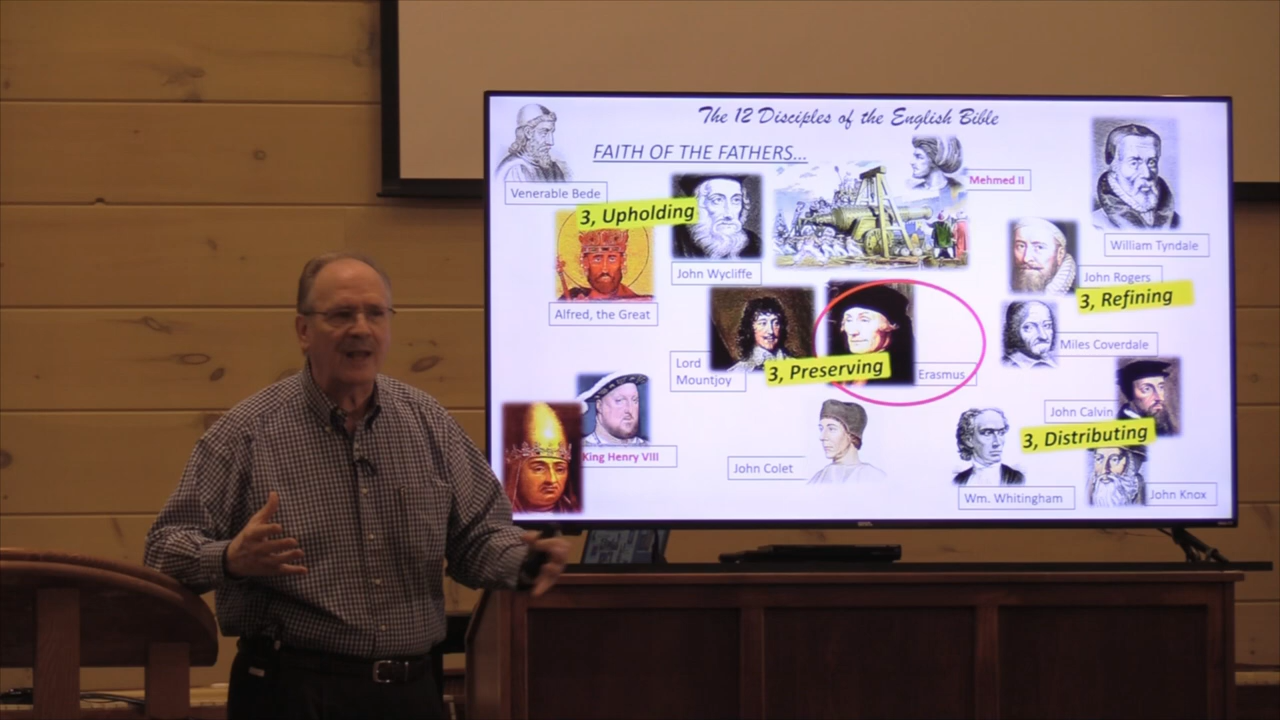 The 12 Disciples of the English Bible
FAITH OF THE FATHERS...
Venerable Bede
3, Upholding
Mehmed II
William Tyndale
John Wycliffe
John Rogers
3, Refining
Alfred, the Great
Miles Coverdale
Lord
Mountjoy
3, Preserving
Erasmus
John Calvin
3, Distributing
King Henry VIII
John Colet
Wm. Whitingham
John Knox